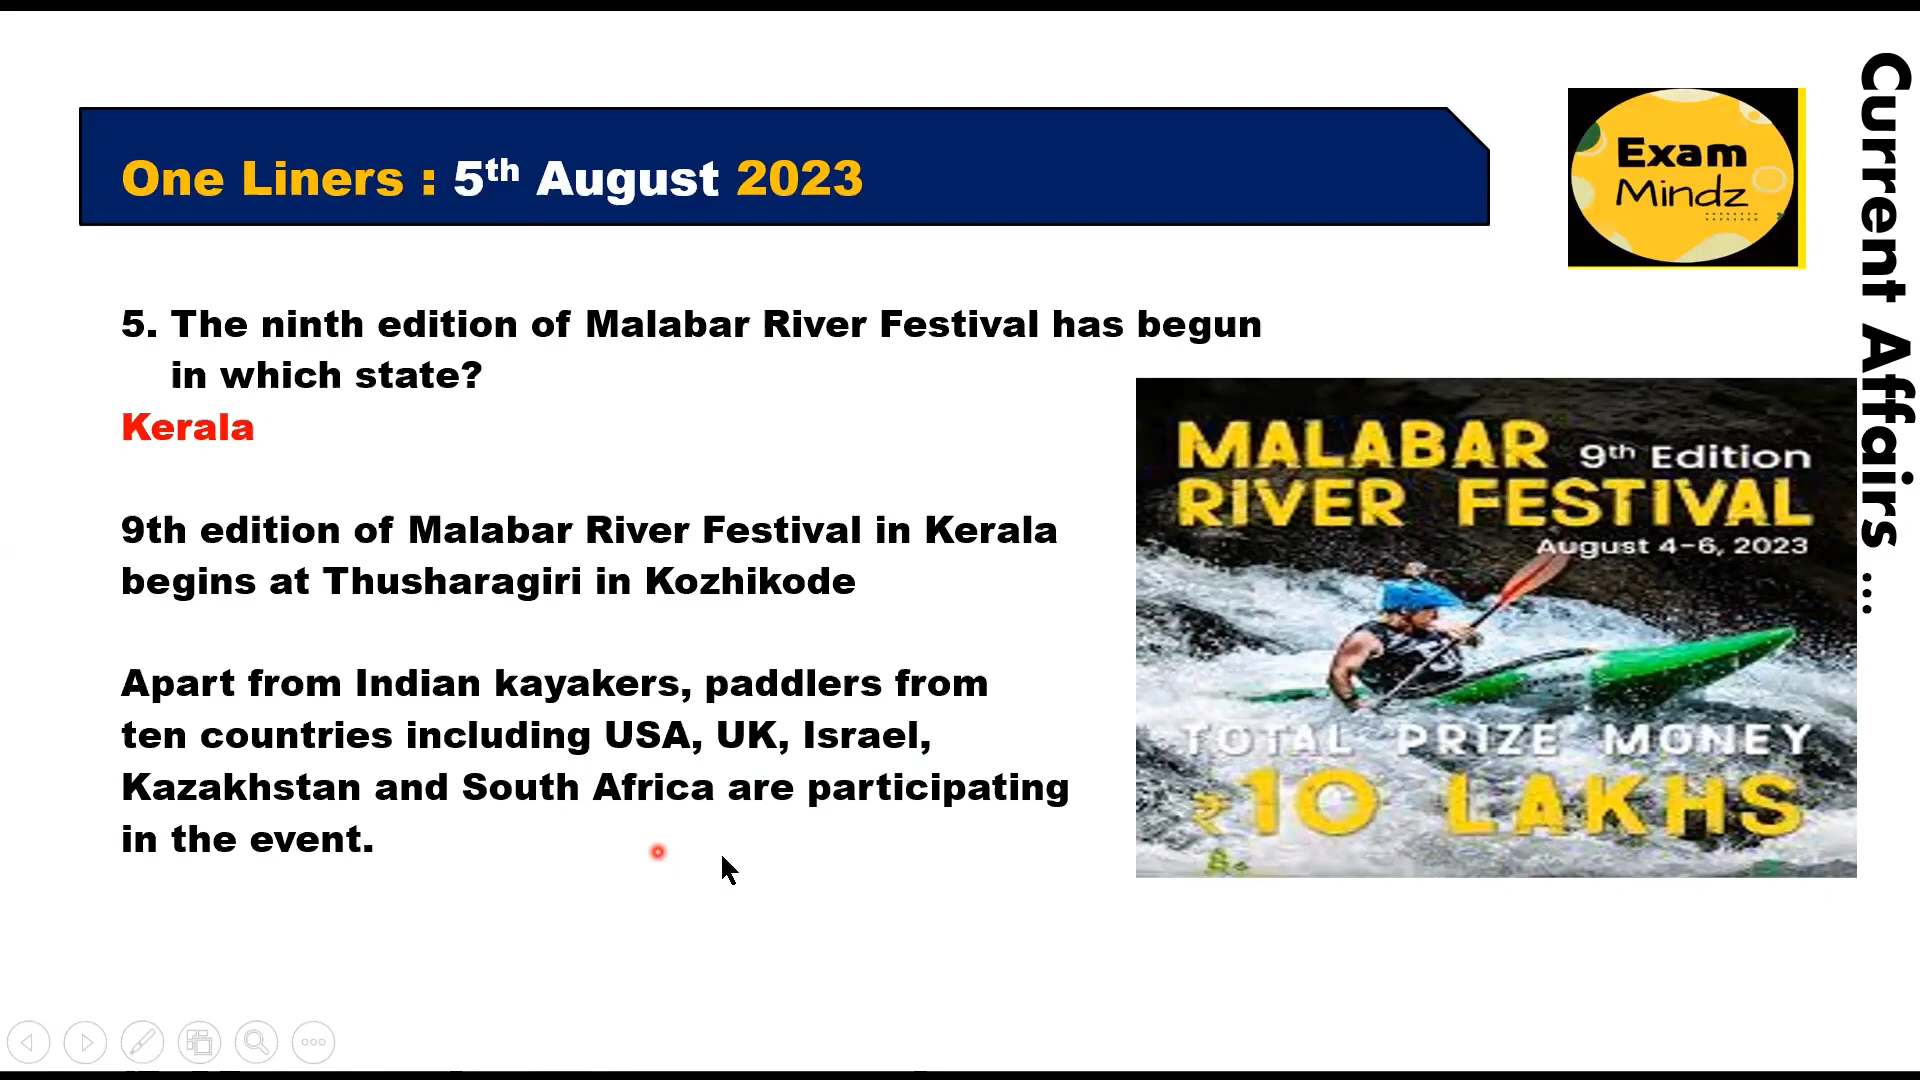 One Liners : 5th August 2023
Exam
Mindz
Current Affairs ...
5. The ninth edition of Malabar River Festival has begun
in which state?
Kerala
9th edition of Malabar River Festival in Kerala
begins at Thusharagiri in Kozhikode
Apart from Indian kayakers, paddlers from
ten countries including USA, UK, Israel,
Kazakhstan and South Africa are participating
in the event.
MALABAR 9th Edition
RIVER FESTIVAL
August 4-6, 2023
TOTAL PRIZE MONEY
₹10 LAKHS